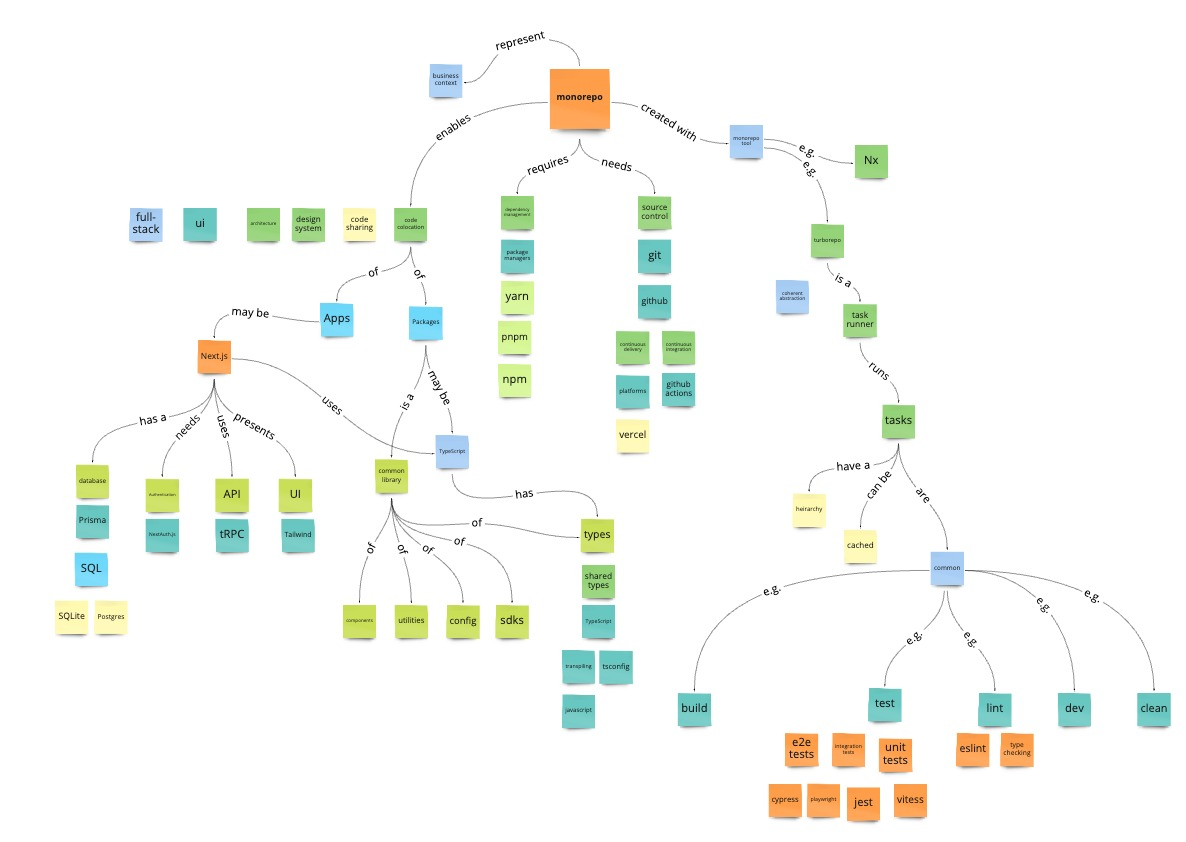 represent
business
context
monorepo
enables
created with
monorepo
tool
e.g.
e.g.
Nx
requires
needs
full-
stack
ui
architecture
design
system
code
sharing
code
colocation
dependency
management
source
control
turborepo
package
managers
git
of
of
is a
coherent
abstraction
yarn
github
may be
Apps
Packages
task
runner
pnpm
continuous
delivery
continuous
integration
Next.js
runs
npm
platforms
github
actions
uses
is a
may be
has a
needs
uses
presents
vercel
tasks
TypeScript
have a
can be
are
database
Authentication
API
UI
common
library
has
heirarchy
Prisma
NextAuth.js
tRPC
Tailwind
of
types
cached
of
of
of
of
SQL
shared
types
common
e.g.
e.g.
e.g.
SQLite
Postgres
components
utilities
config
sdks
TypeScript
e.g.
e.g.
transpiling
tsconfig
javascript
build
test
lint
dev
clean
e2e
tests
integration
tests
unit
tests
eslint
type
checking
cypress
playwright
jest
vitess